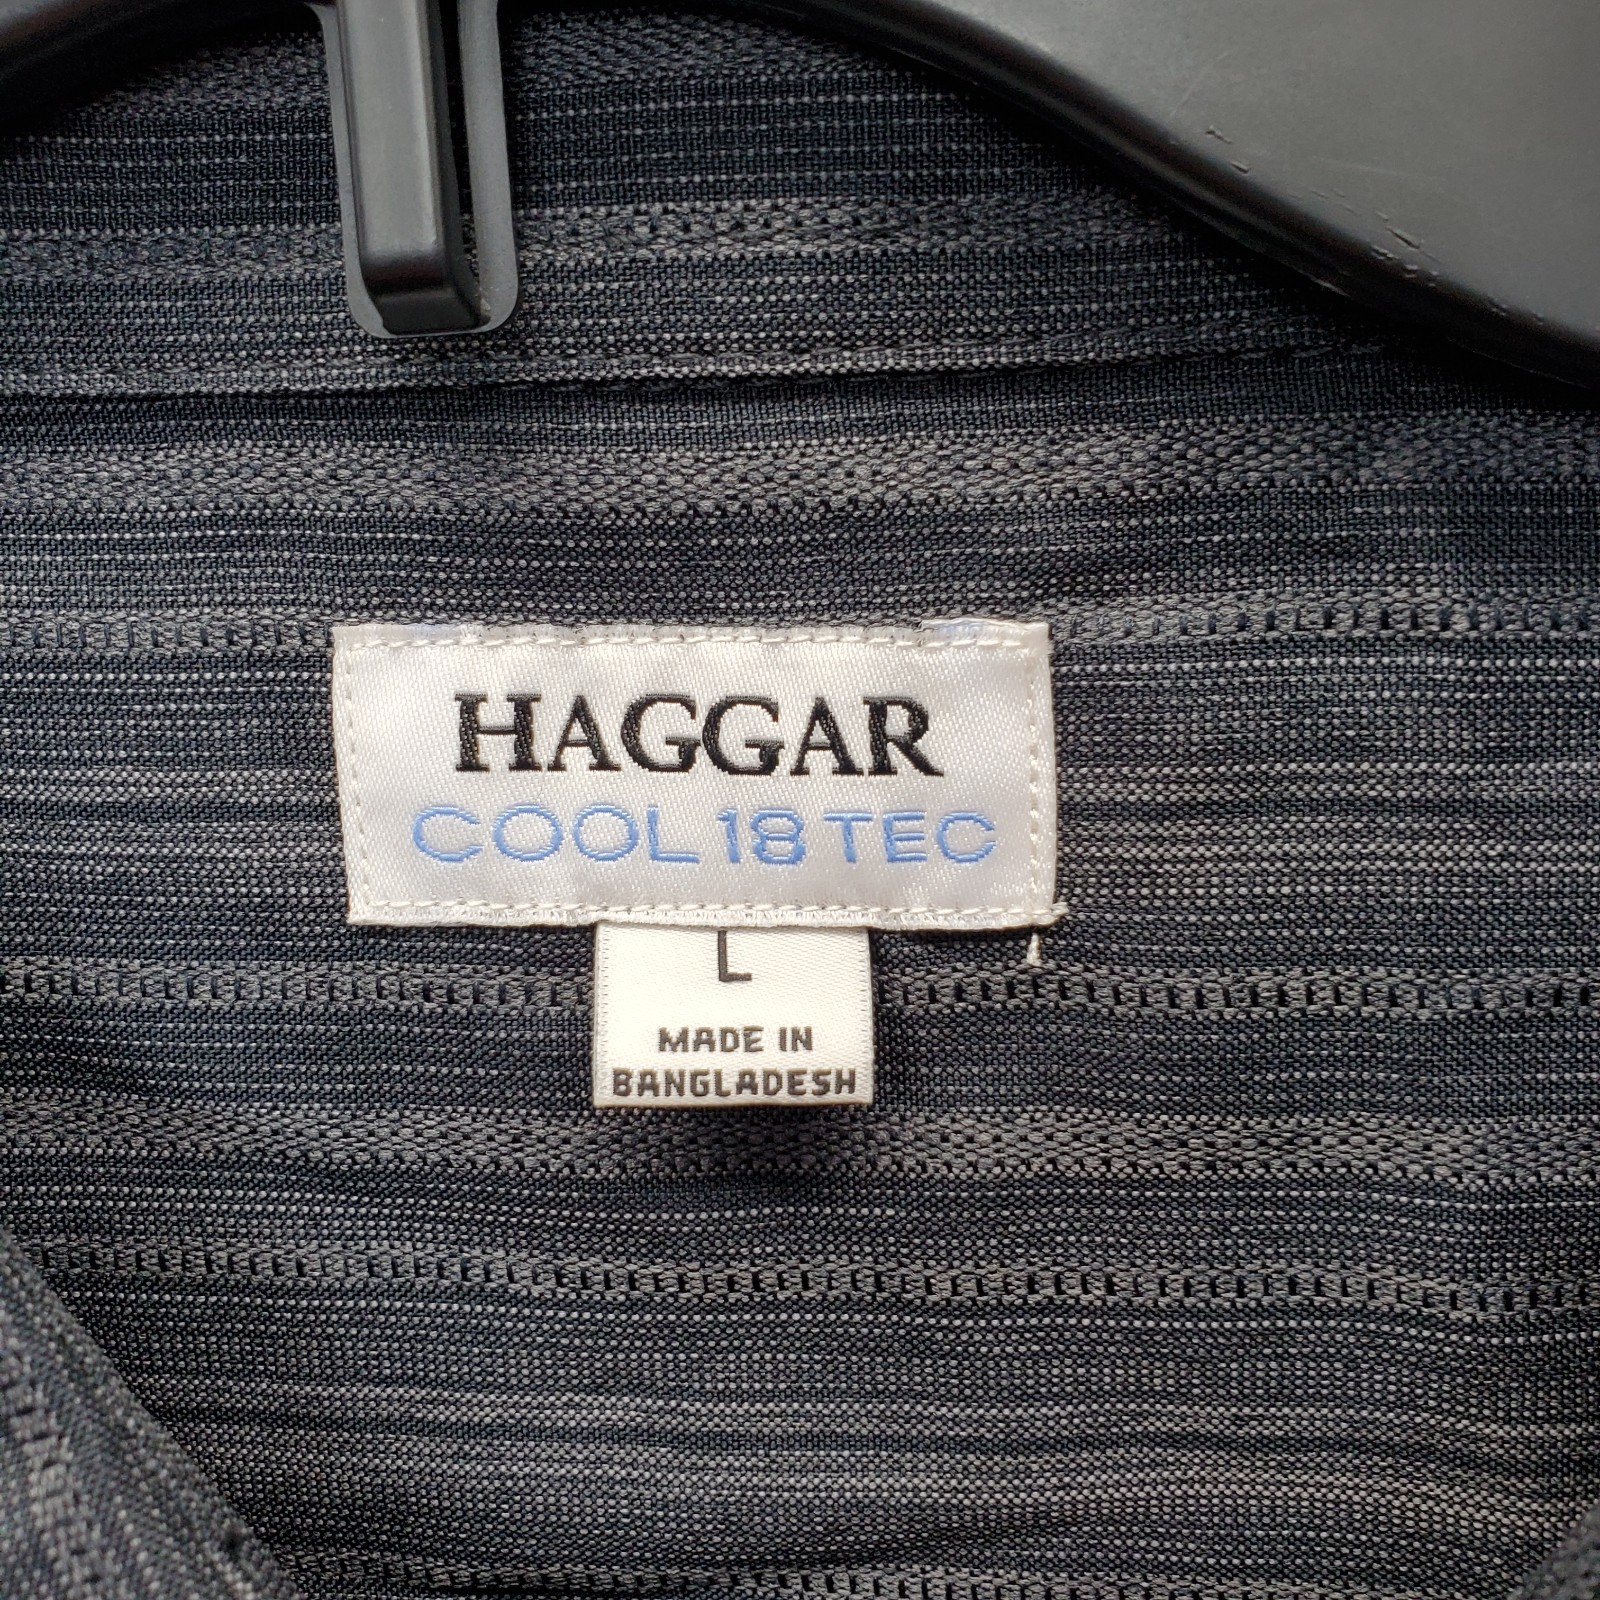 HAGGAR
COOL 18 TEC
L
MADE IN
BANGLADESH